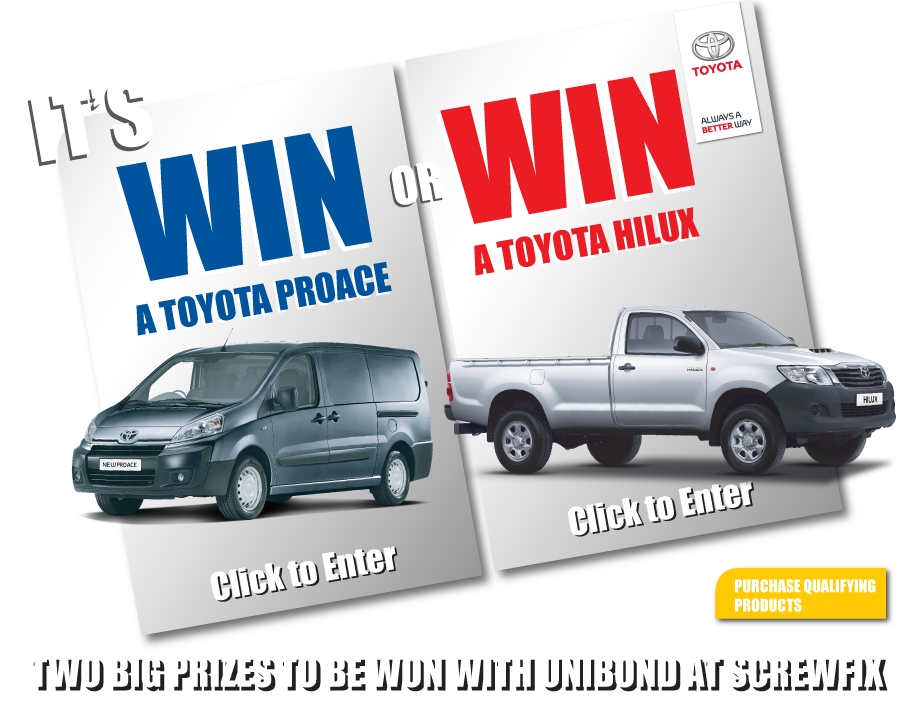 IT'S
WIN
A TOYOTA PROACE
NEW PROACE
Click to Enter
OR
WIN
A TOYOTA HILUX
TOYOTA
ALWAYS A
BETTER WAY
HILUX
HILUX
Click to Enter
PURCHASE QUALIFYING
PRODUCTS
TWO BIG PRIZES TO BE WON WITH UNIBOND AT SCREWFIX